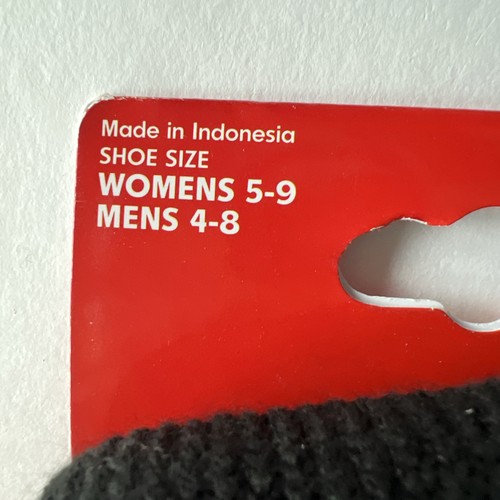 Made in Indonesia
SHOE SIZE
WOMENS 5-9
MENS 4-8